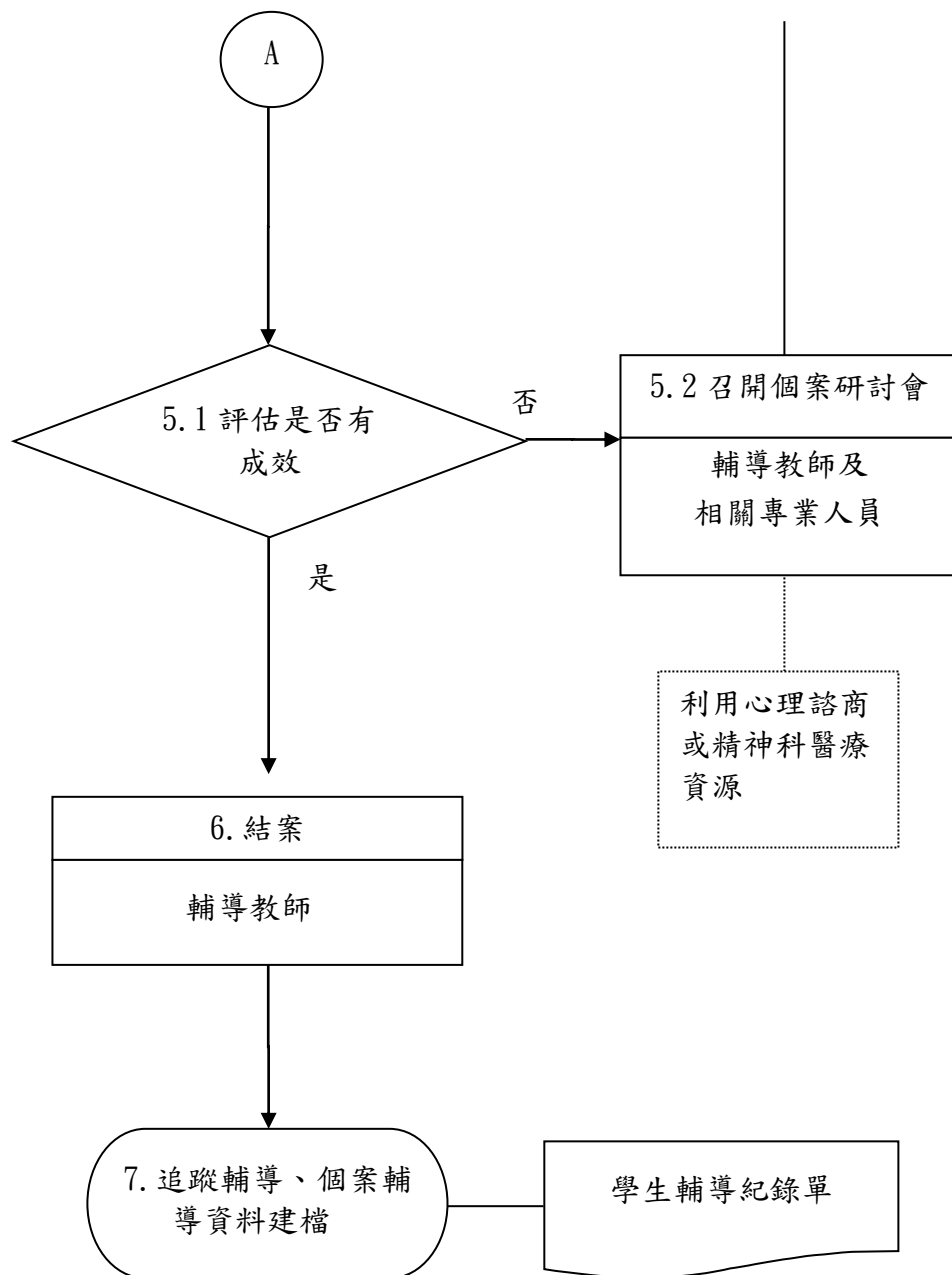 A
5.1 評估是否有
成效
否
5.2 召開個案研討會
輔導教師及
相關專業人員
是
利用心理諮商
或精神科醫療
資源
6. 結案
輔導教師
7. 追蹤輔導、個案輔
導資料建檔
學生輔導紀錄單